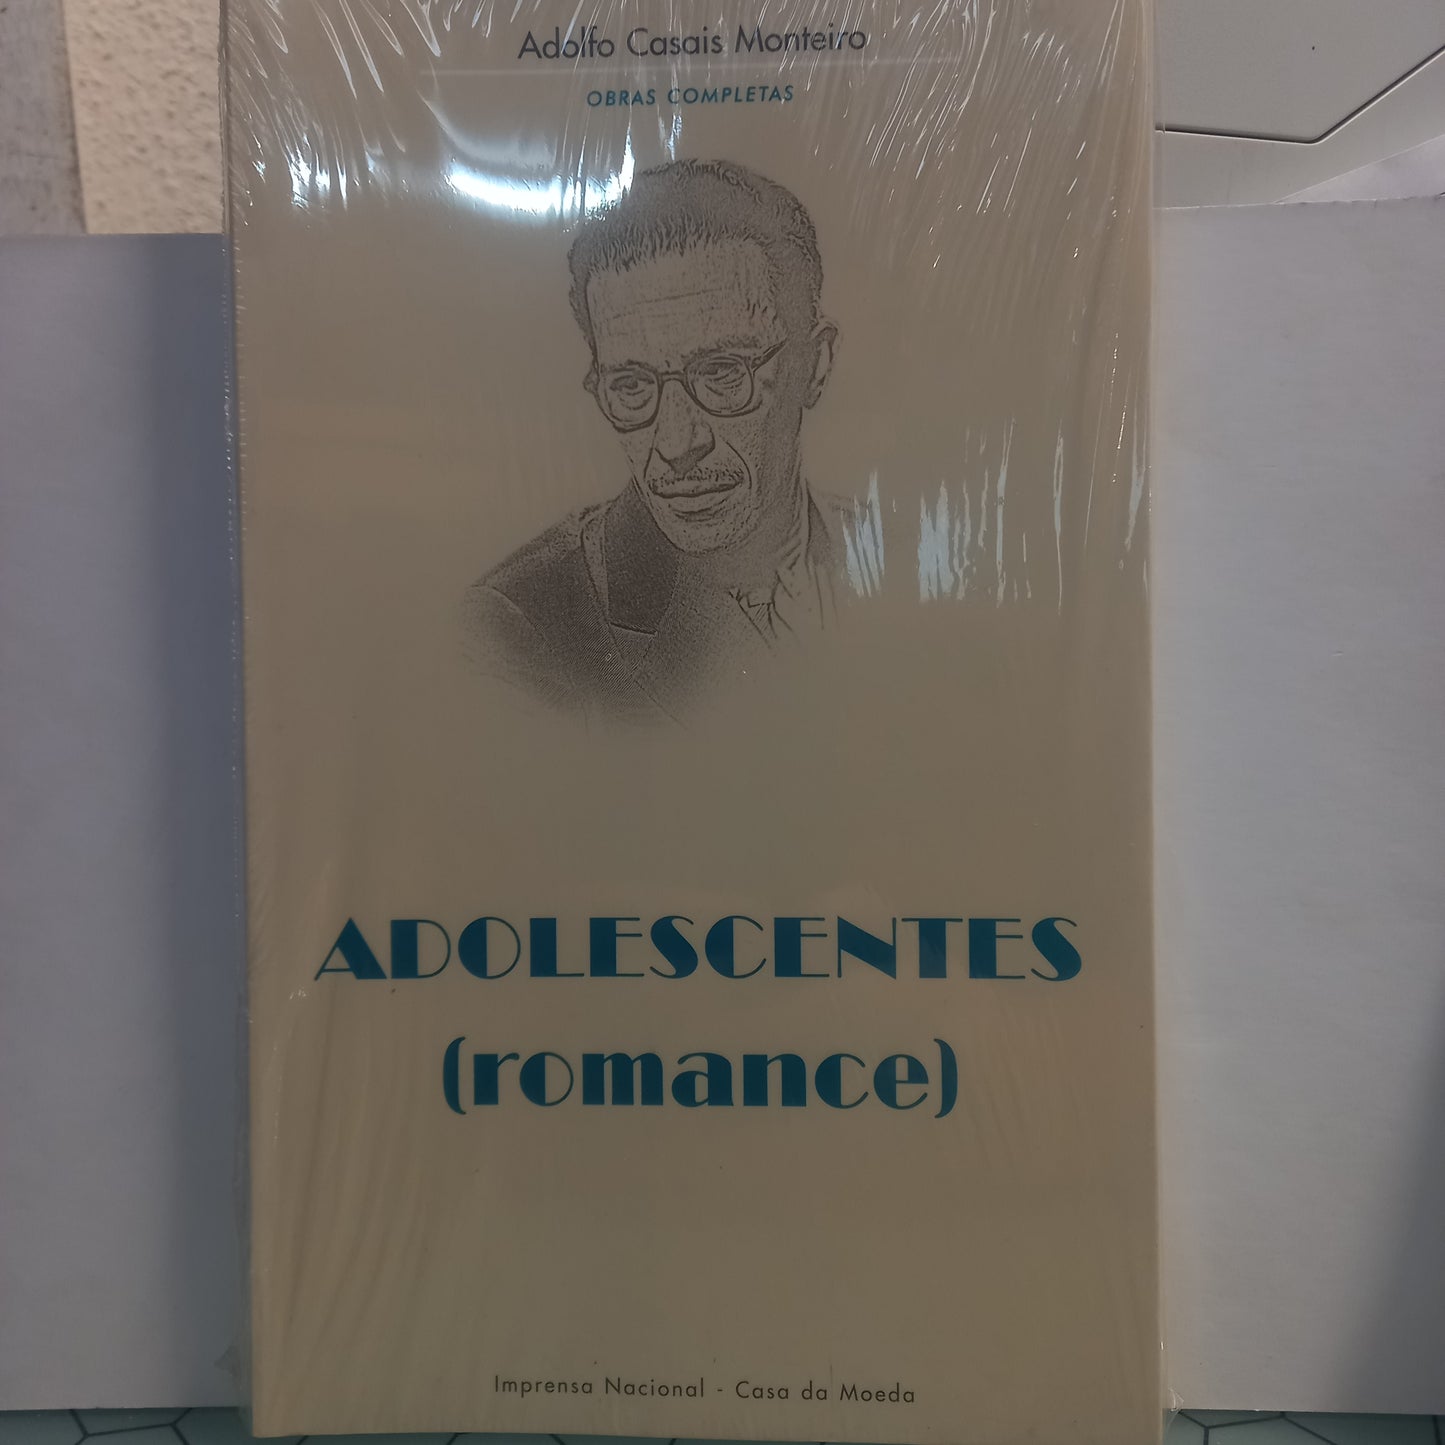 Adolfo Casais Monteiro
OBRAS COMPLETAS
ADOLESCENTES
(romance)
Imprensa Nacional - Casa da Moeda